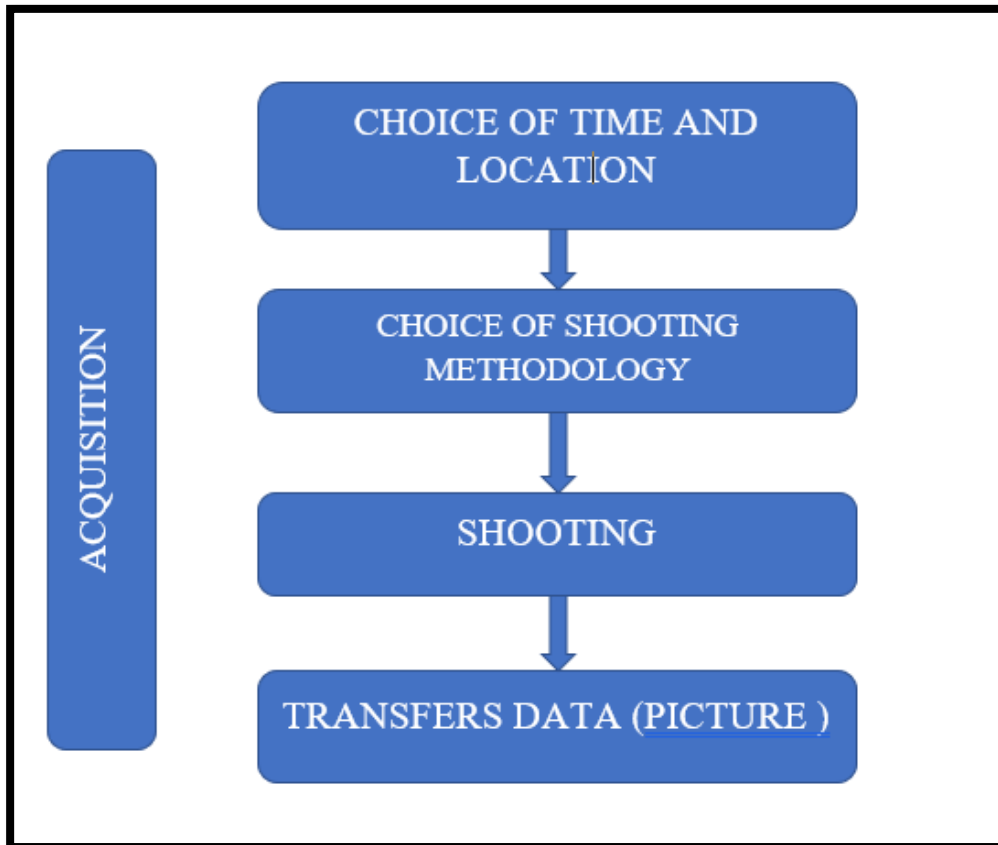 ACQUISITION
CHOICE OF TIME AND
LOCATION
CHOICE OF SHOOTING
METHODOLOGY
SHOOTING
TRANSFERS DATA (PICTURE )